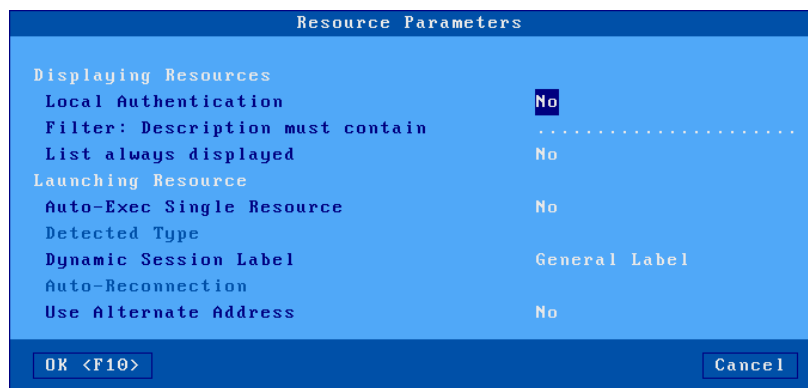 Resource Parameters
Displaying Resources
Local Authentication No
Filter: Description must contain ......................
List always displayed No
Launching Resource
Auto-Exec Single Resource No
Detected Type
Dynamic Session Label General Label
Auto-Reconnection
Use Alternate Address No
OK <F10> Cancel